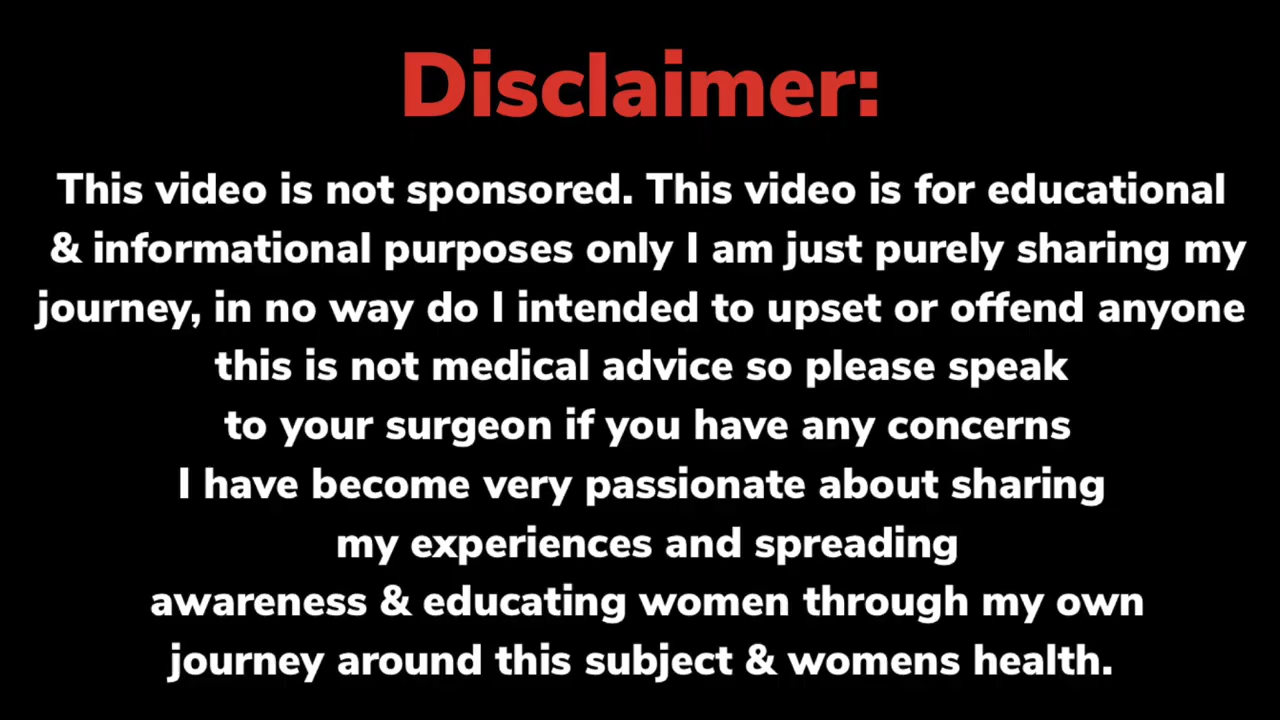 Disclaimer:
This video is not sponsored. This video is for educational
& informational purposes only I am just purely sharing my
journey, in no way do I intended to upset or offend anyone
this is not medical advice so please speak
to your surgeon if you have any concerns
I have become very passionate about sharing
my experiences and spreading
awareness & educating women through my own
journey around this subject & womens health.